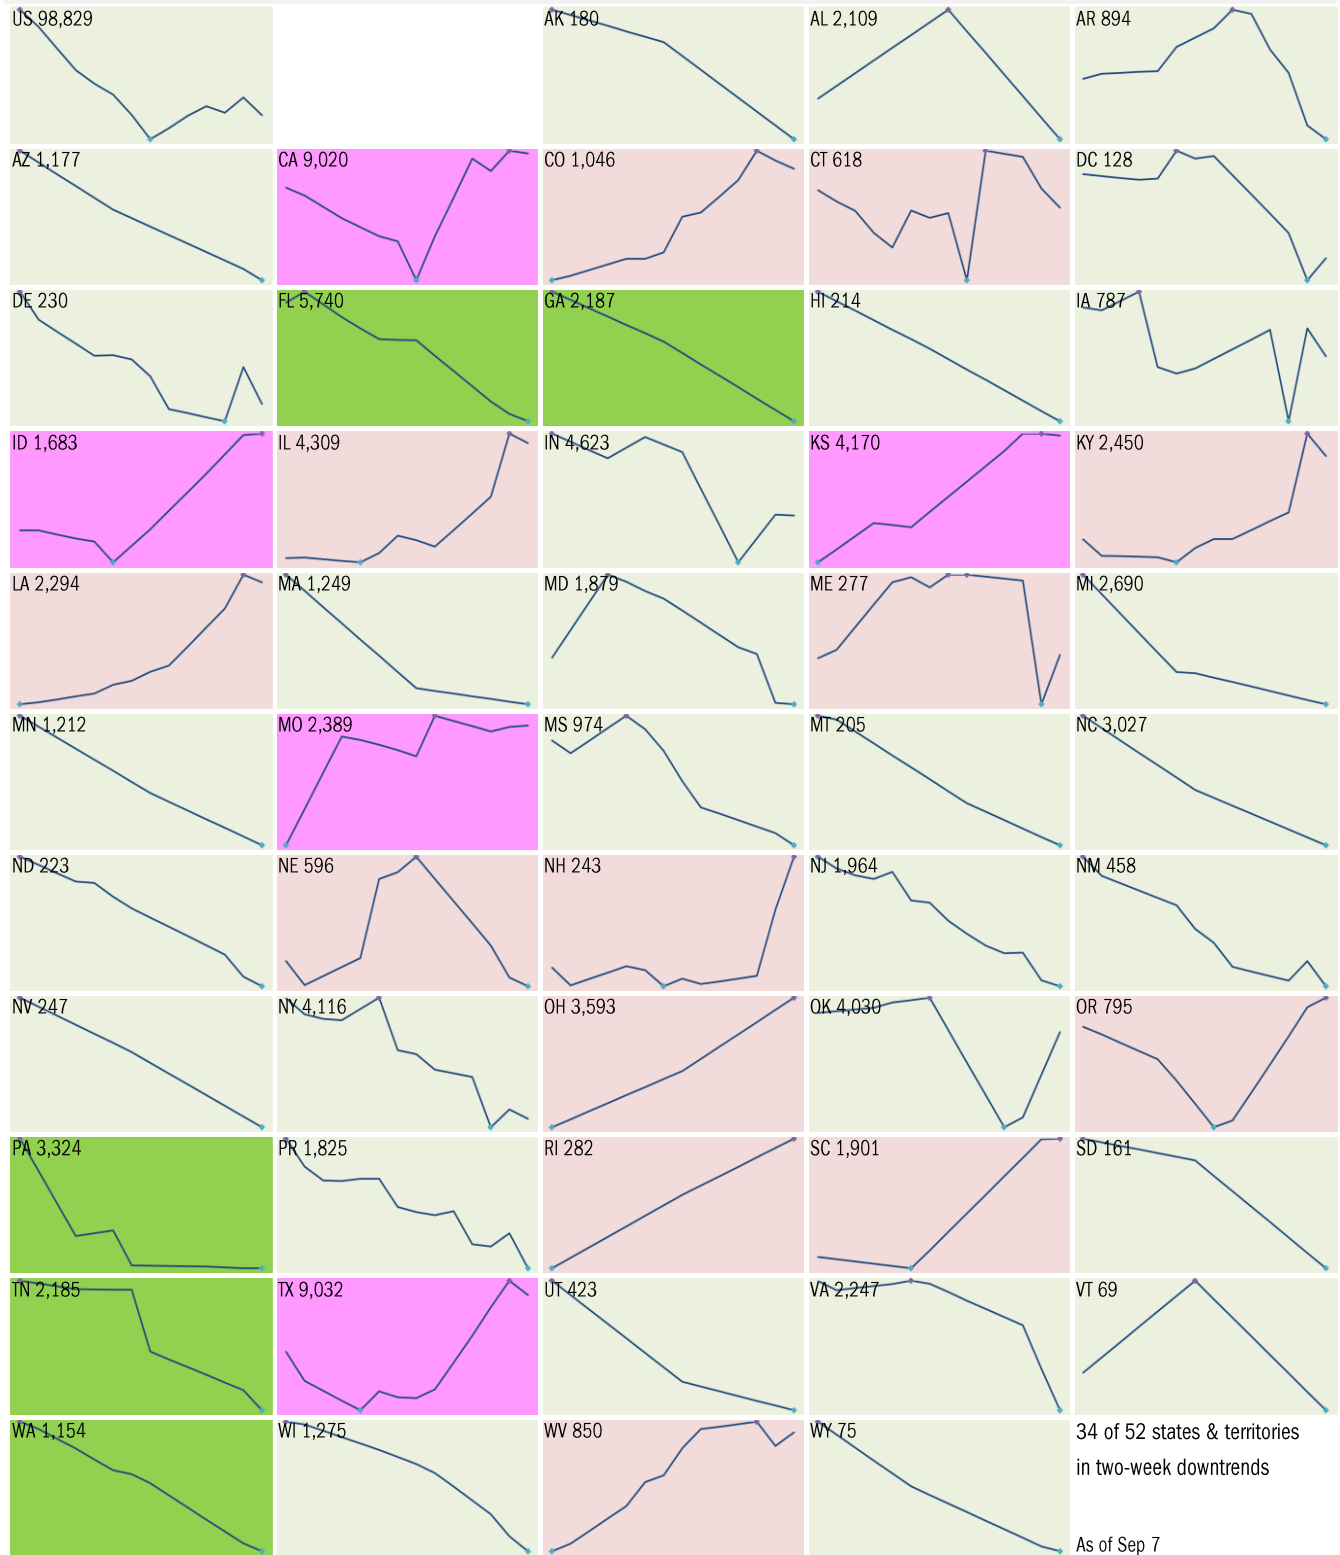 US 98,829
AK 180
AL 2,109
AR 894
AZ 1,177
CA 9,020
CO 1,046
CT 618
DC 128
DE 230
FL 5,740
GA 2,187
HI 214
IA 787
ID 1,683
IL 4,309
IN 4,623
KS 4,170
KY 2,450
LA 2,294
MA 1,249
MD 1,879
ME 277
MI 2,690
MN 1,212
MO 2,389
MS 974
MT 205
NC 3,027
ND 223
NE 596
NH 243
NJ 1,964
NM 458
NV 247
NY 4,116
OH 3,593
OK 4,030
OR 795
PA 3,324
PR 1,825
RI 282
SC 1,901
SD 161
TN 2,185
TX 9,032
UT 423
VA 2,247
VT 69
WA 1,154
WI 1,275
WV 850
WY 75
34 of 52 states & territories
in two-week downtrends
As of Sep 7